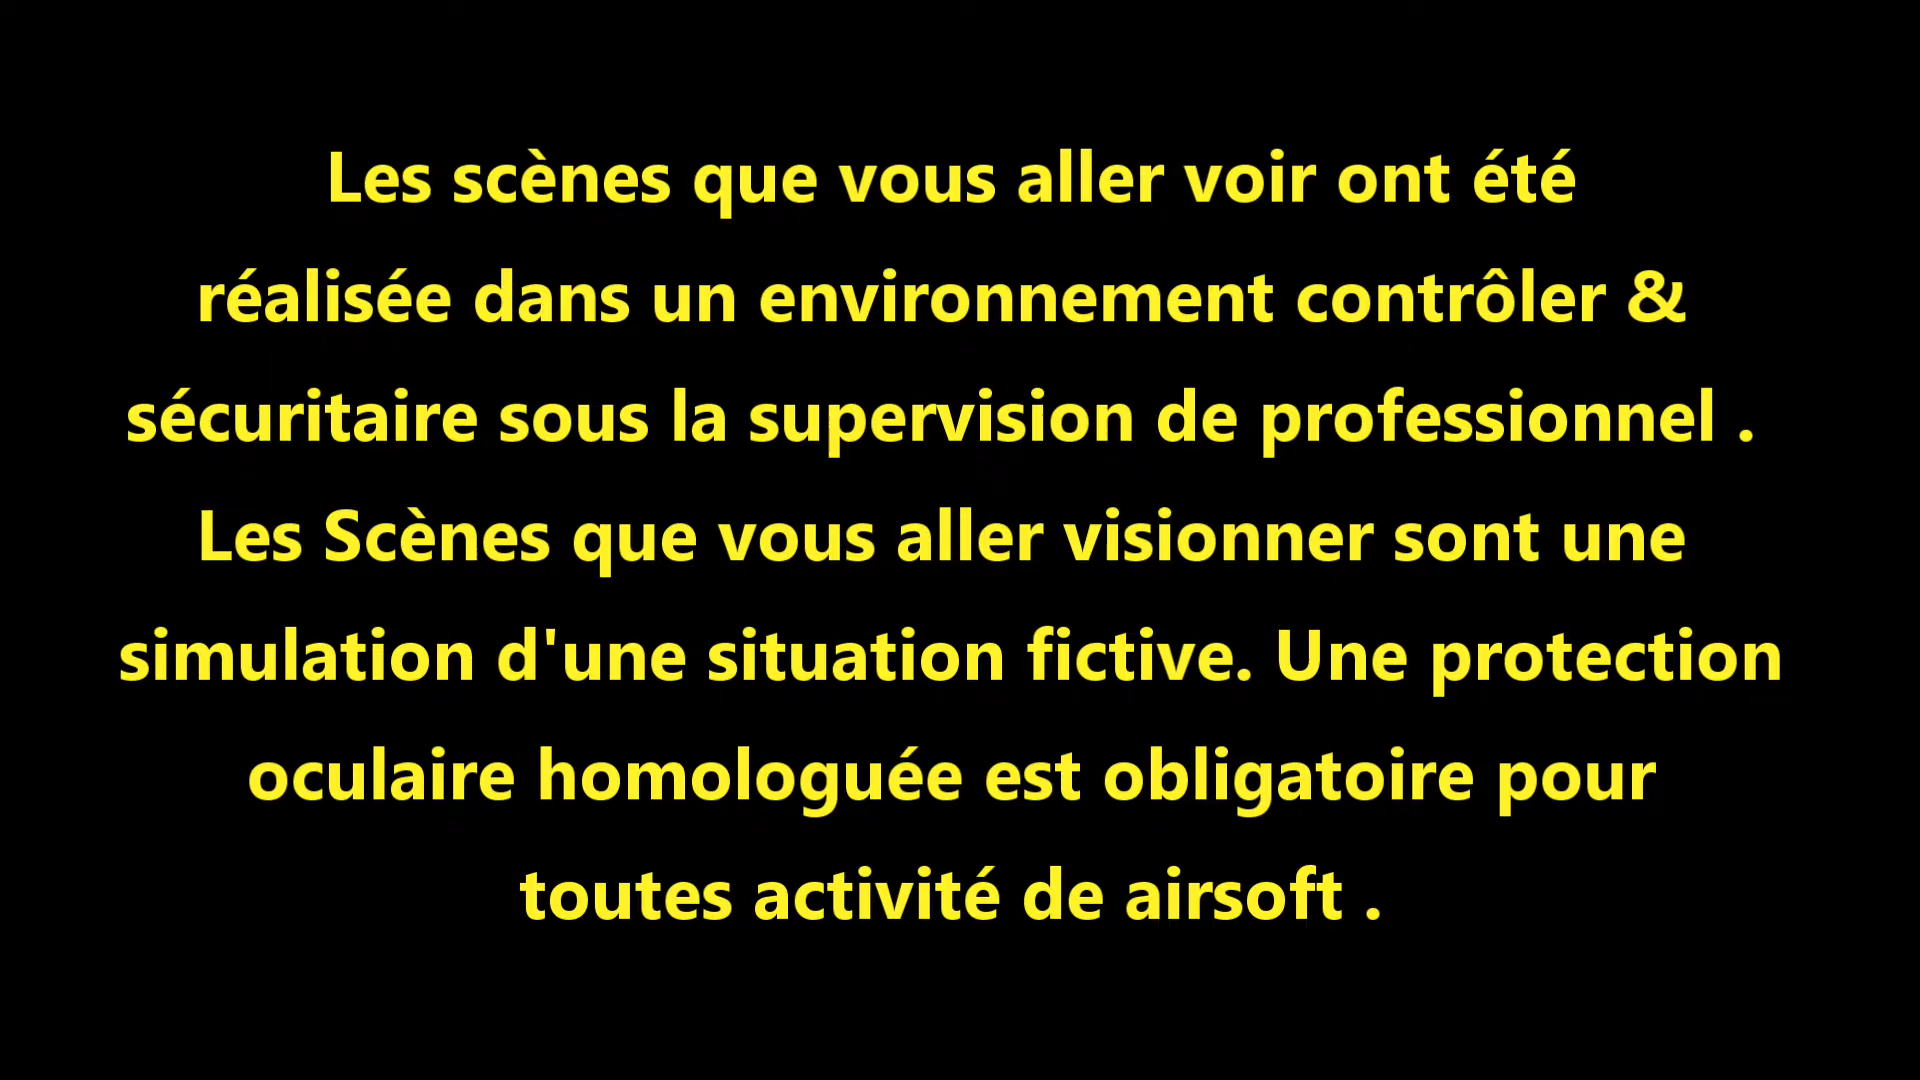 Les scènes que vous aller voir ont été
réalisée dans un environnement contrôler &
sécuritaire sous la supervision de professionnel .
Les Scènes que vous aller visionner sont une
simulation d'une situation fictive. Une protection
oculaire homologuée est obligatoire pour
toutes activité de airsoft .